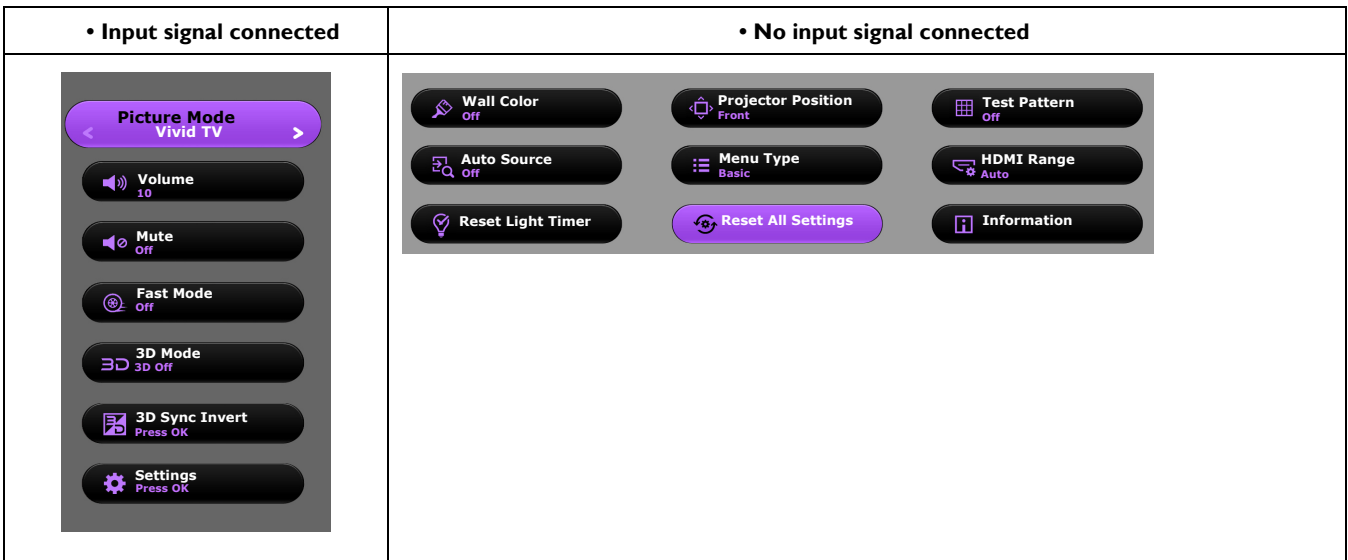 • Input signal connected
• No input signal connected
Picture Mode
< Vivid TV >
Volume
10
Mute
Off
Fast Mode
Off
3D Mode
3D 3D Off
3D Sync Invert
Press OK
Settings
Press OK
Wall Color
Off
Projector Position
Front
Test Pattern
Off
Auto Source
Off
Menu Type
Basic
HDMI Range
Auto
Reset Light Timer
Reset All Settings
Information